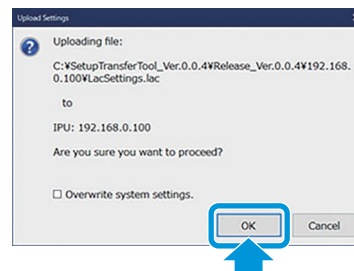 Upload Settings
Uploading file:
C:¥SetupTransferTool_Ver.0.0.4¥Release_Ver.0.0.4¥192.168.
0.100¥LacSettings.lac
to
IPU: 192.168.0.100
Are you sure you want to proceed?
Overwrite system settings.
OK
Cancel